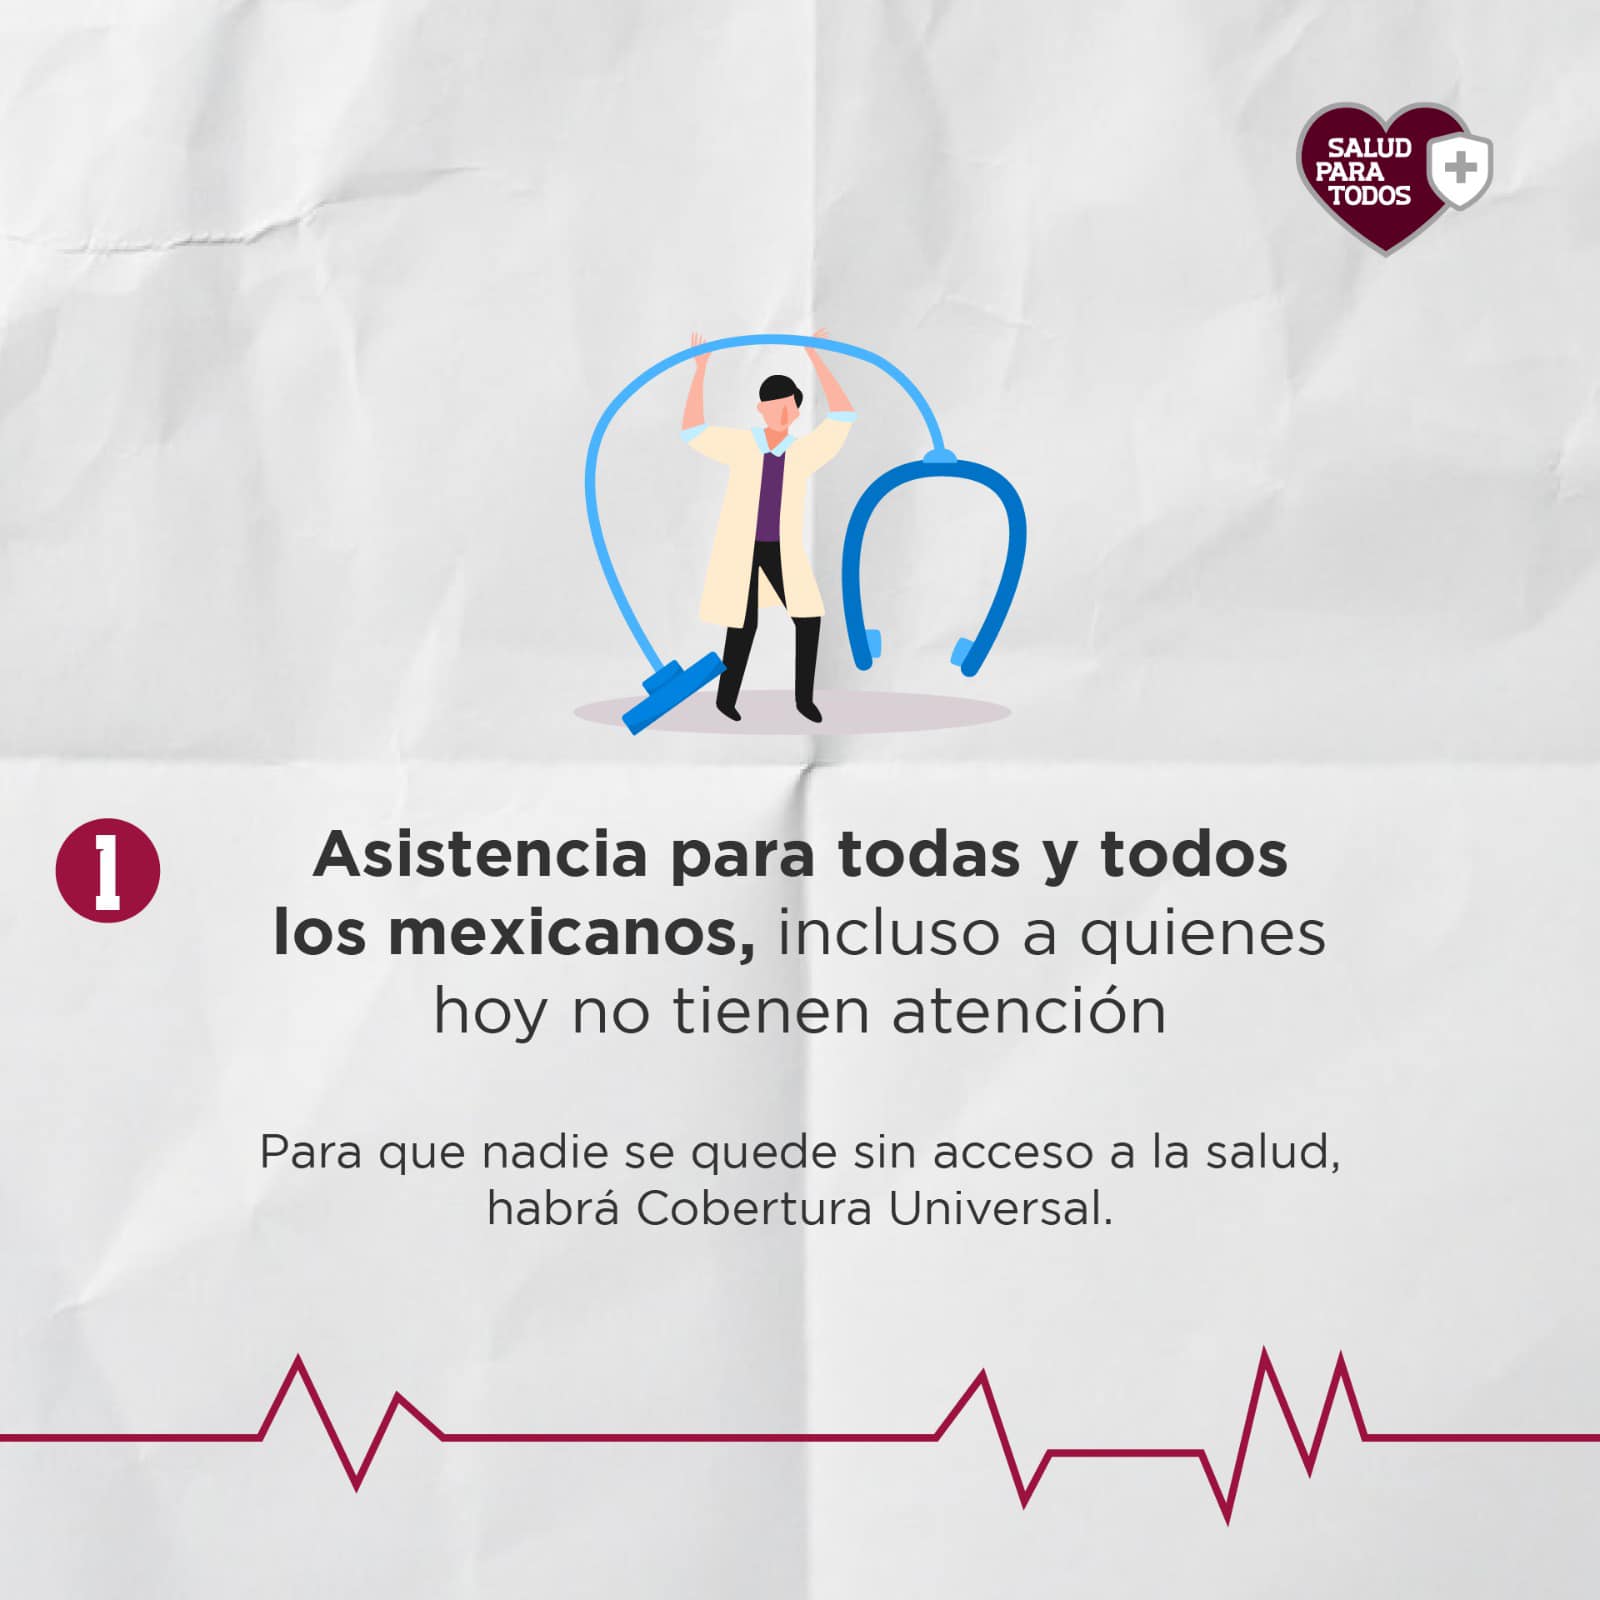 SALUD
PARA
TODOS
1
Asistencia para todas y todos
los mexicanos, incluso a quienes
hoy no tienen atención
Para que nadie se quede sin acceso a la salud,
habrá Cobertura Universal.